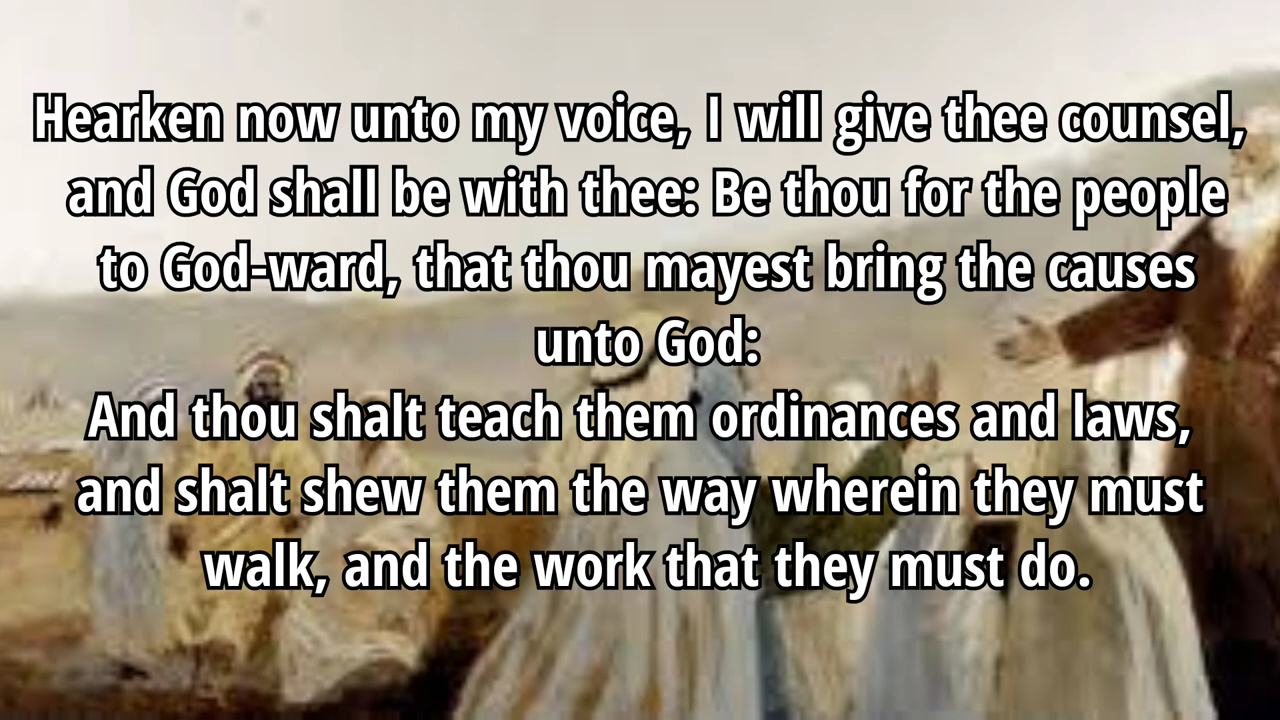 Hearken now unto my voice, I will give thee counsel,
and God shall be with thee: Be thou for the people
to God-ward, that thou mayest bring the causes
unto God:
And thou shalt teach them ordinances and laws,
and shalt shew them the way wherein they must
walk, and the work that they must do.